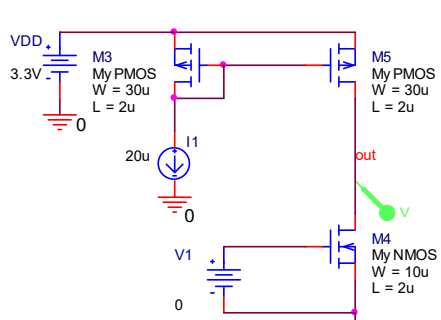 VDD
3.3V
0
M3
My PMOS
W = 30u
L = 2u
M5
My PMOS
W = 30u
L = 2u
I1
20u
0
out
V
V1
0
M4
My NMOS
W = 10u
L = 2u